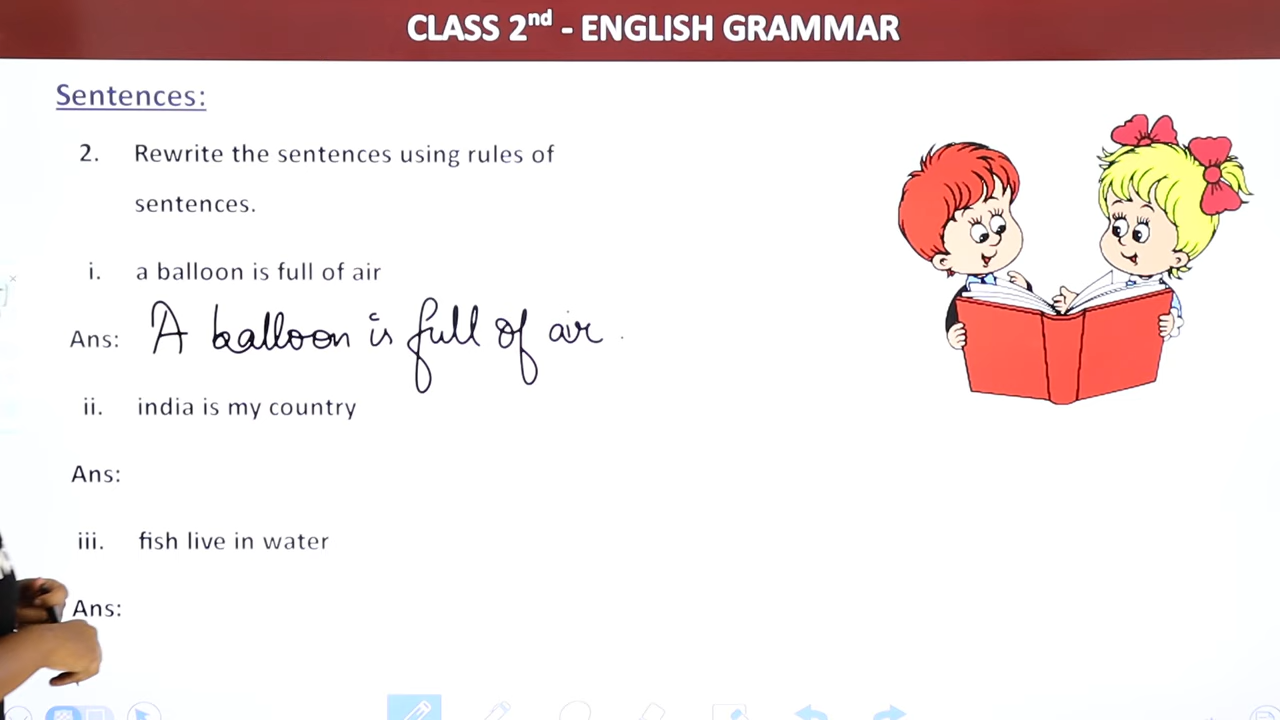 CLASS 2nd - ENGLISH GRAMMAR
Sentences:
2. Rewrite the sentences using rules of
sentences.
i. a balloon is full of air
Ans: A balloon is full of air .
ii. india is my country
Ans:
iii. fish live in water
Ans: